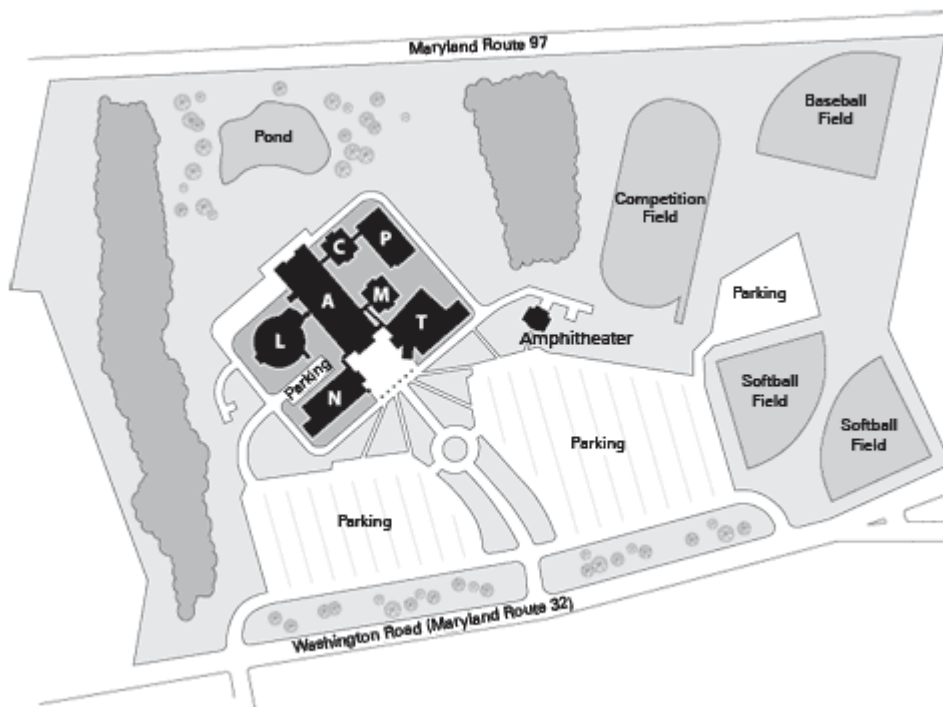 Maryland Route 97
Baseball
Field
Pond
Competition
Field
C
P
M
A
Parking
T
L
Amphitheater
Parking
N
Softball
Field
Softball
Field
Parking
Parking
Washington Road (Maryland Route 32)